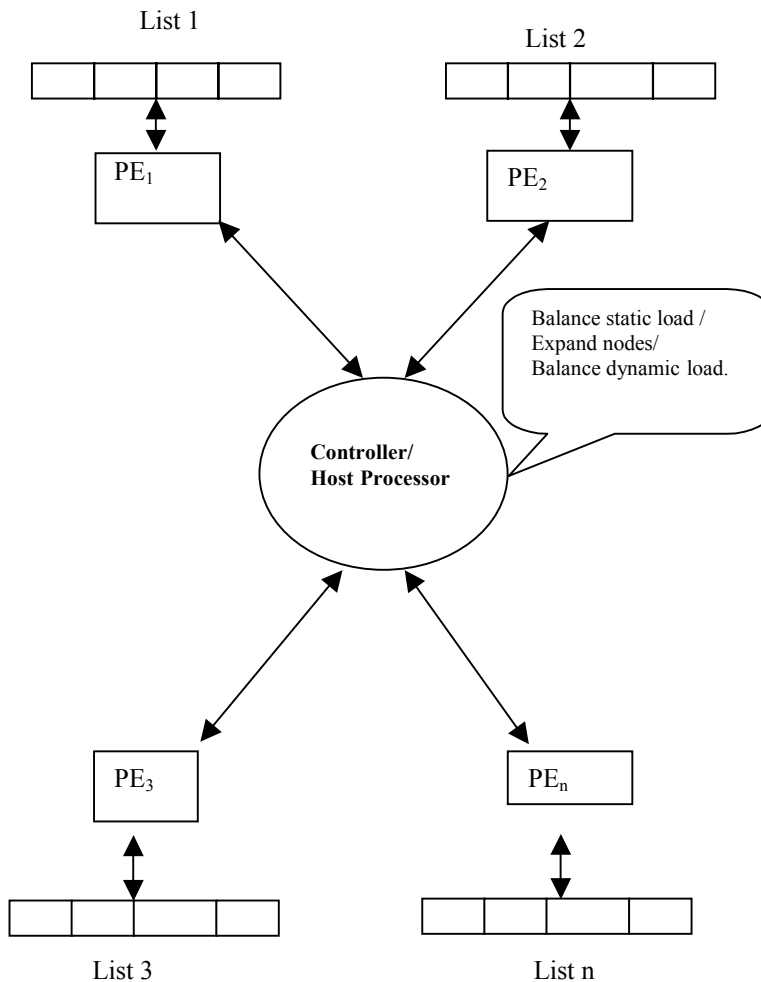 List 1
List 2
PE₁
PE₂
Balance static load /
Expand nodes/
Balance dynamic load.
Controller/
Host Processor
PE₃
PEₙ
List 3
List n